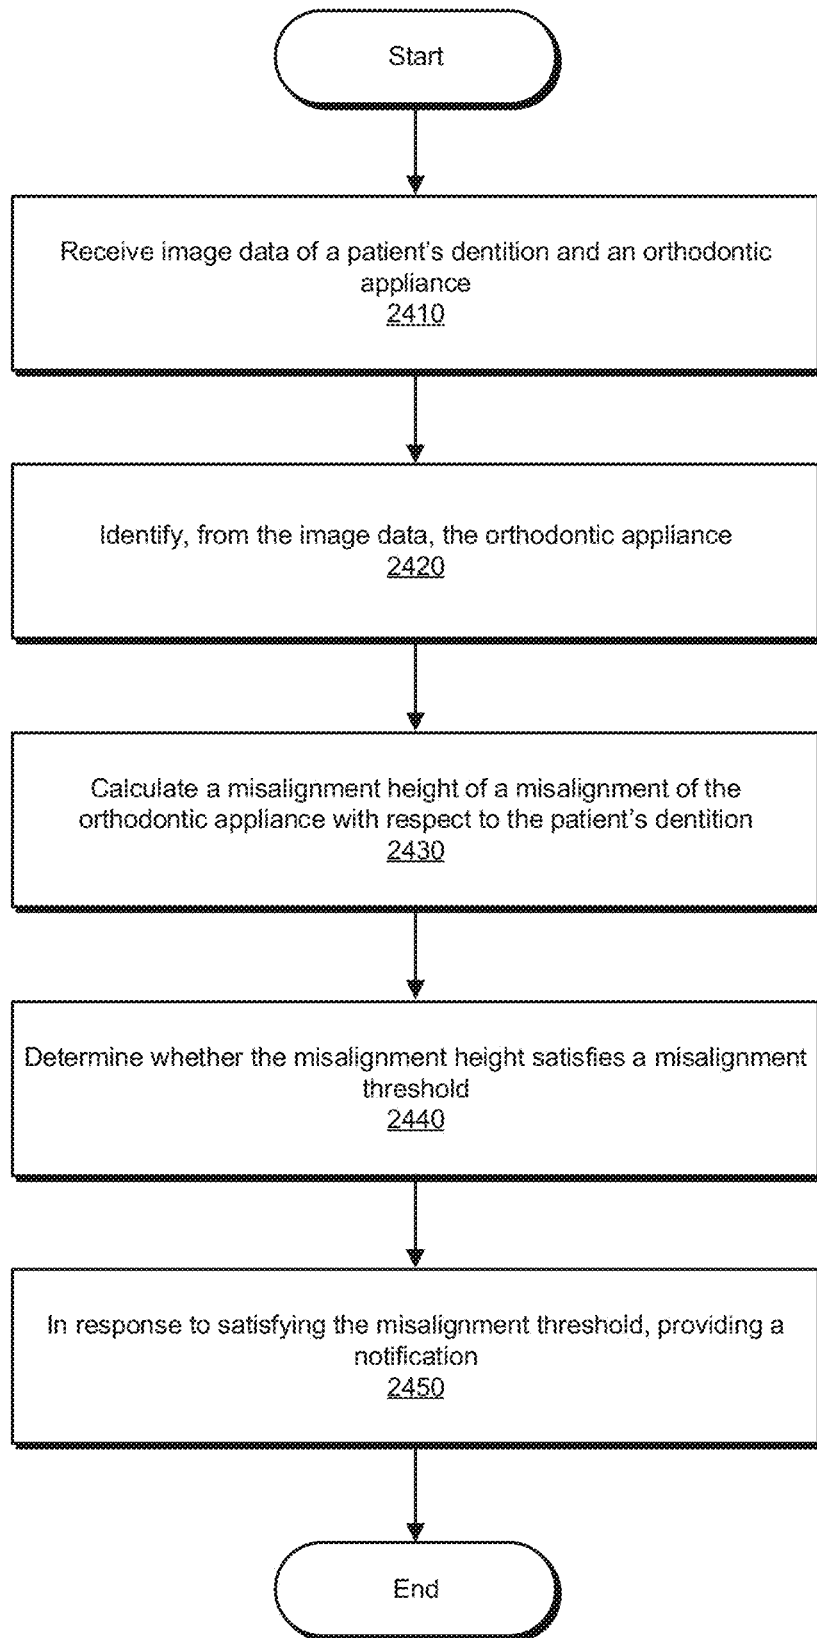 Start
Receive image data of a patient's dentition and an orthodontic
appliance
2410
Identify, from the image data, the orthodontic appliance
2420
Calculate a misalignment height of a misalignment of the
orthodontic appliance with respect to the patient's dentition
2430
Determine whether the misalignment height satisfies a misalignment
threshold
2440
In response to satisfying the misalignment threshold, providing a
notification
2450
End